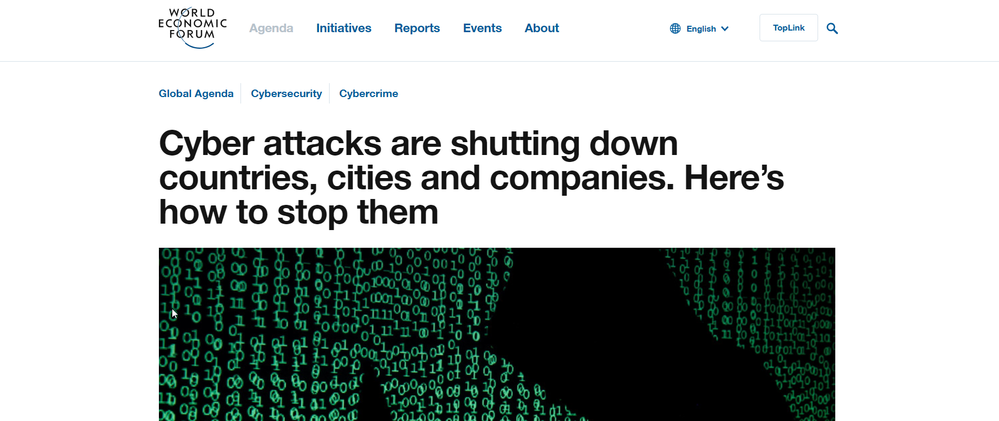 WORLD
ECONOMIC
FORUM
Agenda Initiatives Reports Events About English TopLink
Global Agenda Cybersecurity Cybercrime
Cyber attacks are shutting down
countries, cities and companies. Here’s
how to stop them